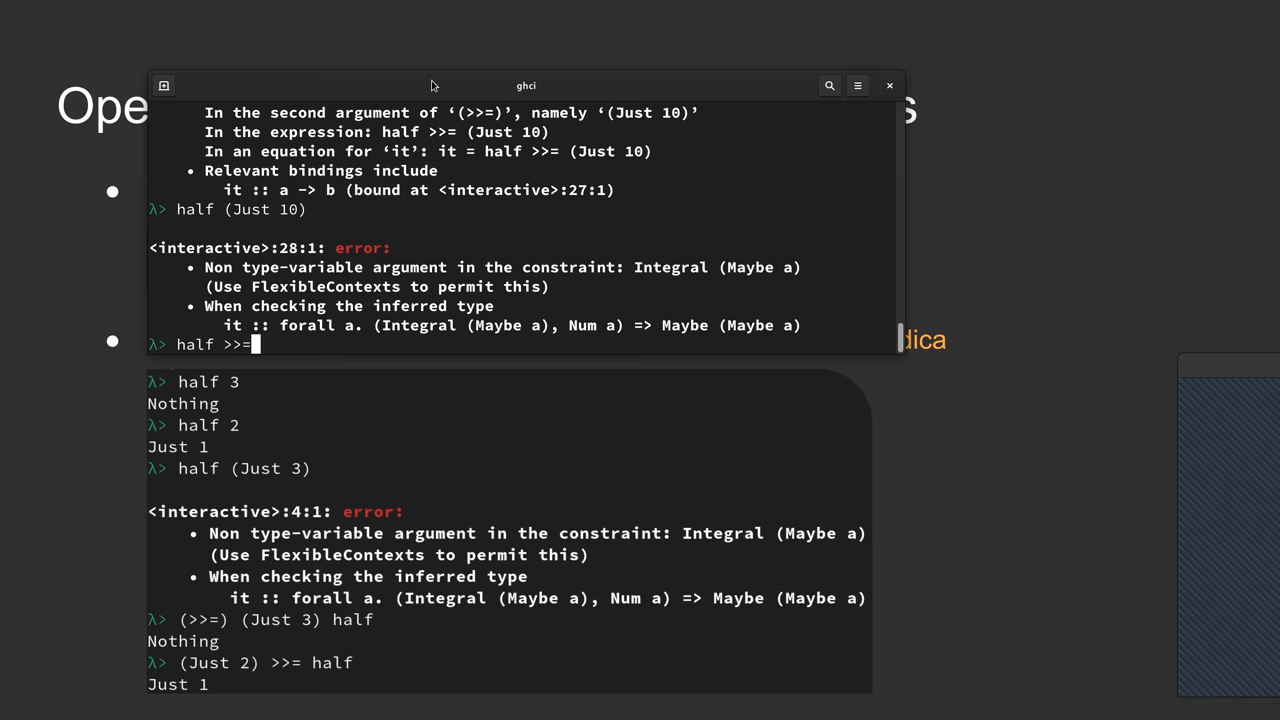 ghci
In the second argument of ‘(>>=)’, namely ‘(Just 10)’
In the expression: half >>= (Just 10)
In an equation for ‘it’: it = half >>= (Just 10)
• Relevant bindings include
it :: a -> b (bound at <interactive>:27:1)
λ> half (Just 10)
<interactive>:28:1: error:
• Non type-variable argument in the constraint: Integral (Maybe a)
(Use FlexibleContexts to permit this)
• When checking the inferred type
it :: forall a. (Integral (Maybe a), Num a) => Maybe (Maybe a)
λ> half >>=
λ> half 3
Nothing
λ> half 2
Just 1
λ> half (Just 3)
<interactive>:4:1: error:
• Non type-variable argument in the constraint: Integral (Maybe a)
(Use FlexibleContexts to permit this)
• When checking the inferred type
it :: forall a. (Integral (Maybe a), Num a) => Maybe (Maybe a)
λ> (>>=) (Just 3) half
Nothing
λ> (Just 2) >>= half
Just 1